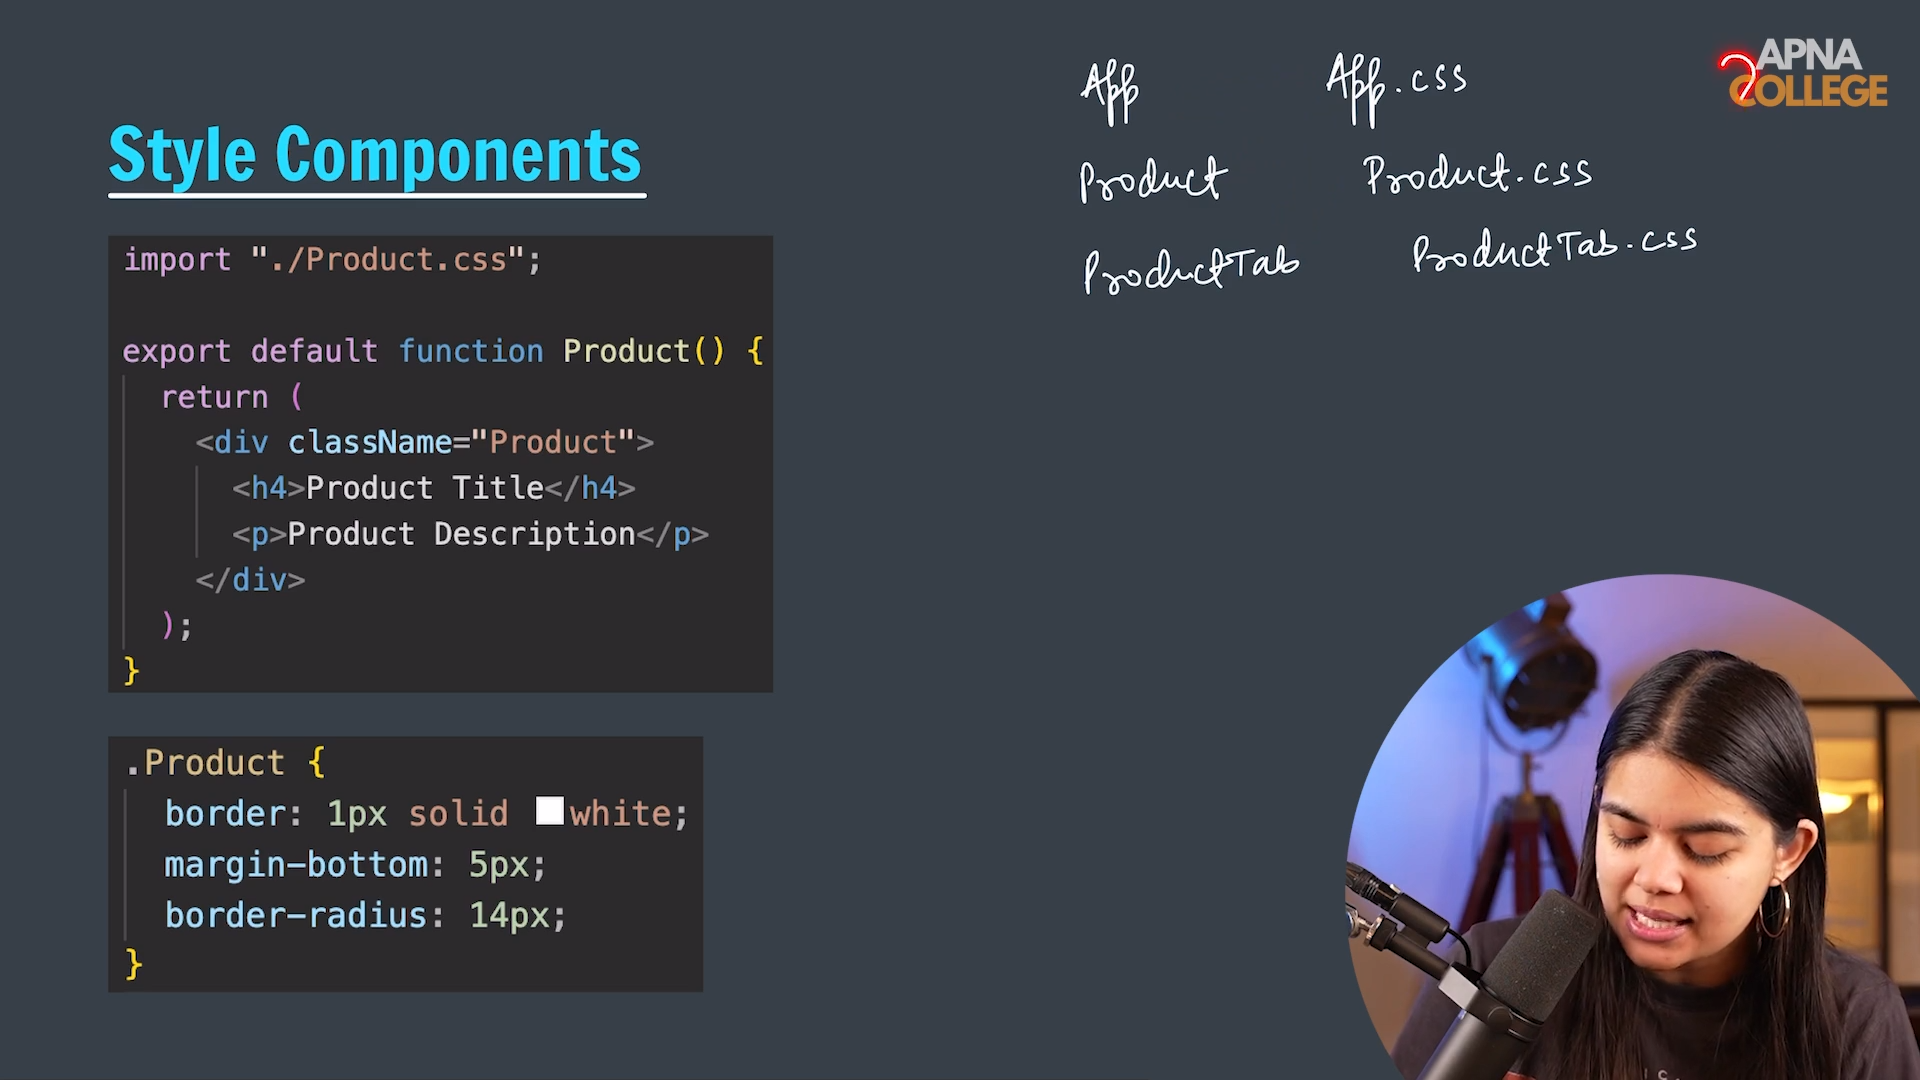 APNA
COLLEGE
App App.css
Product Product.css
ProductTab ProductTab.css
Style Components
import "./Product.css";
export default function Product() {
return (
<div className="Product">
<h4>Product Title</h4>
<p>Product Description</p>
</div>
);
}
.Product {
border: 1px solid white;
margin-bottom: 5px;
border-radius: 14px;
}